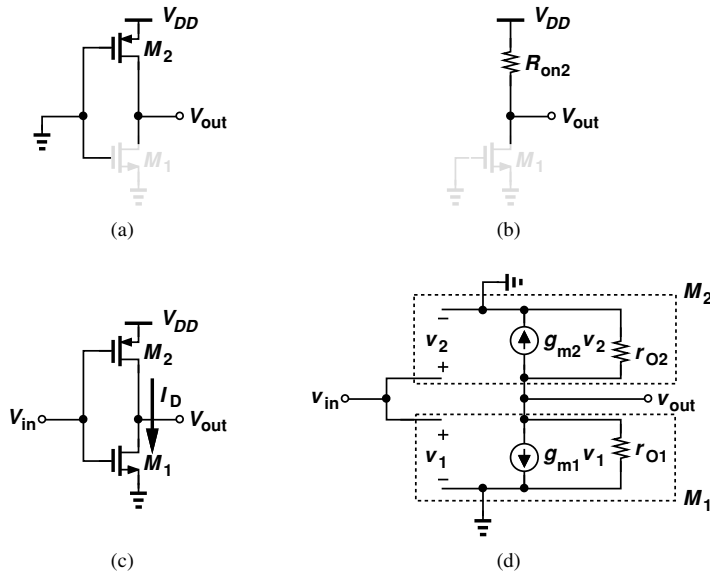 V_DD
M_2
V_out
M_1
(a)
V_DD
R_on2
V_out
M_1
(b)
V_DD
M_2
I_D
V_in
V_out
M_1
(c)
M_2
−
v_2
+
g_m2 v_2
r_O2
v_in
v_out
+
v_1
−
g_m1 v_1
r_O1
M_1
(d)